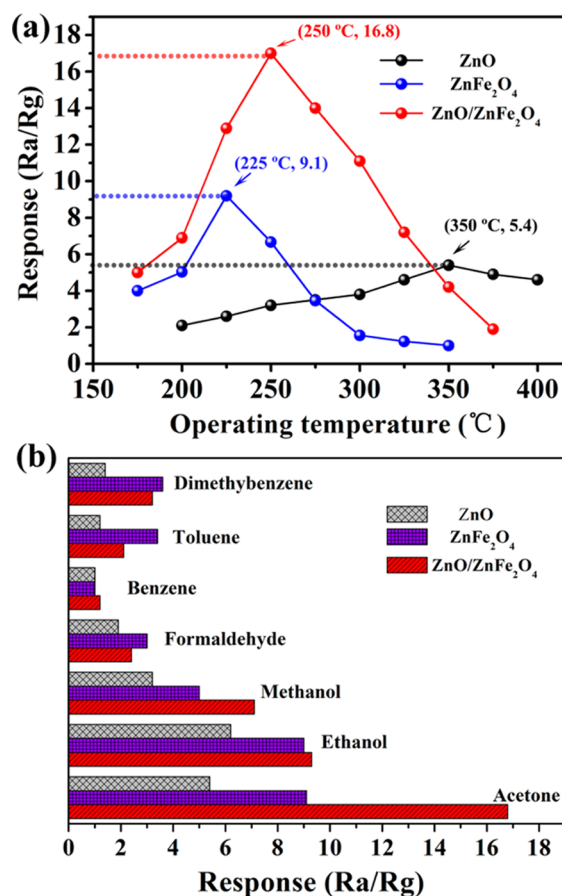 (a)
18
16
14
12
10
8
6
4
2
0
Response (Ra/Rg)
(250 °C, 16.8)
(225 °C, 9.1)
(350 °C, 5.4)
ZnO
ZnFe₂O₄
ZnO/ZnFe₂O₄
150 200 250 300 350 400
Operating temperature (℃)
(b)
Dimethybenzene
Toluene
Benzene
Formaldehyde
Methanol
Ethanol
Acetone
ZnO
ZnFe₂O₄
ZnO/ZnFe₂O₄
0 2 4 6 8 10 12 14 16 18
Response (Ra/Rg)